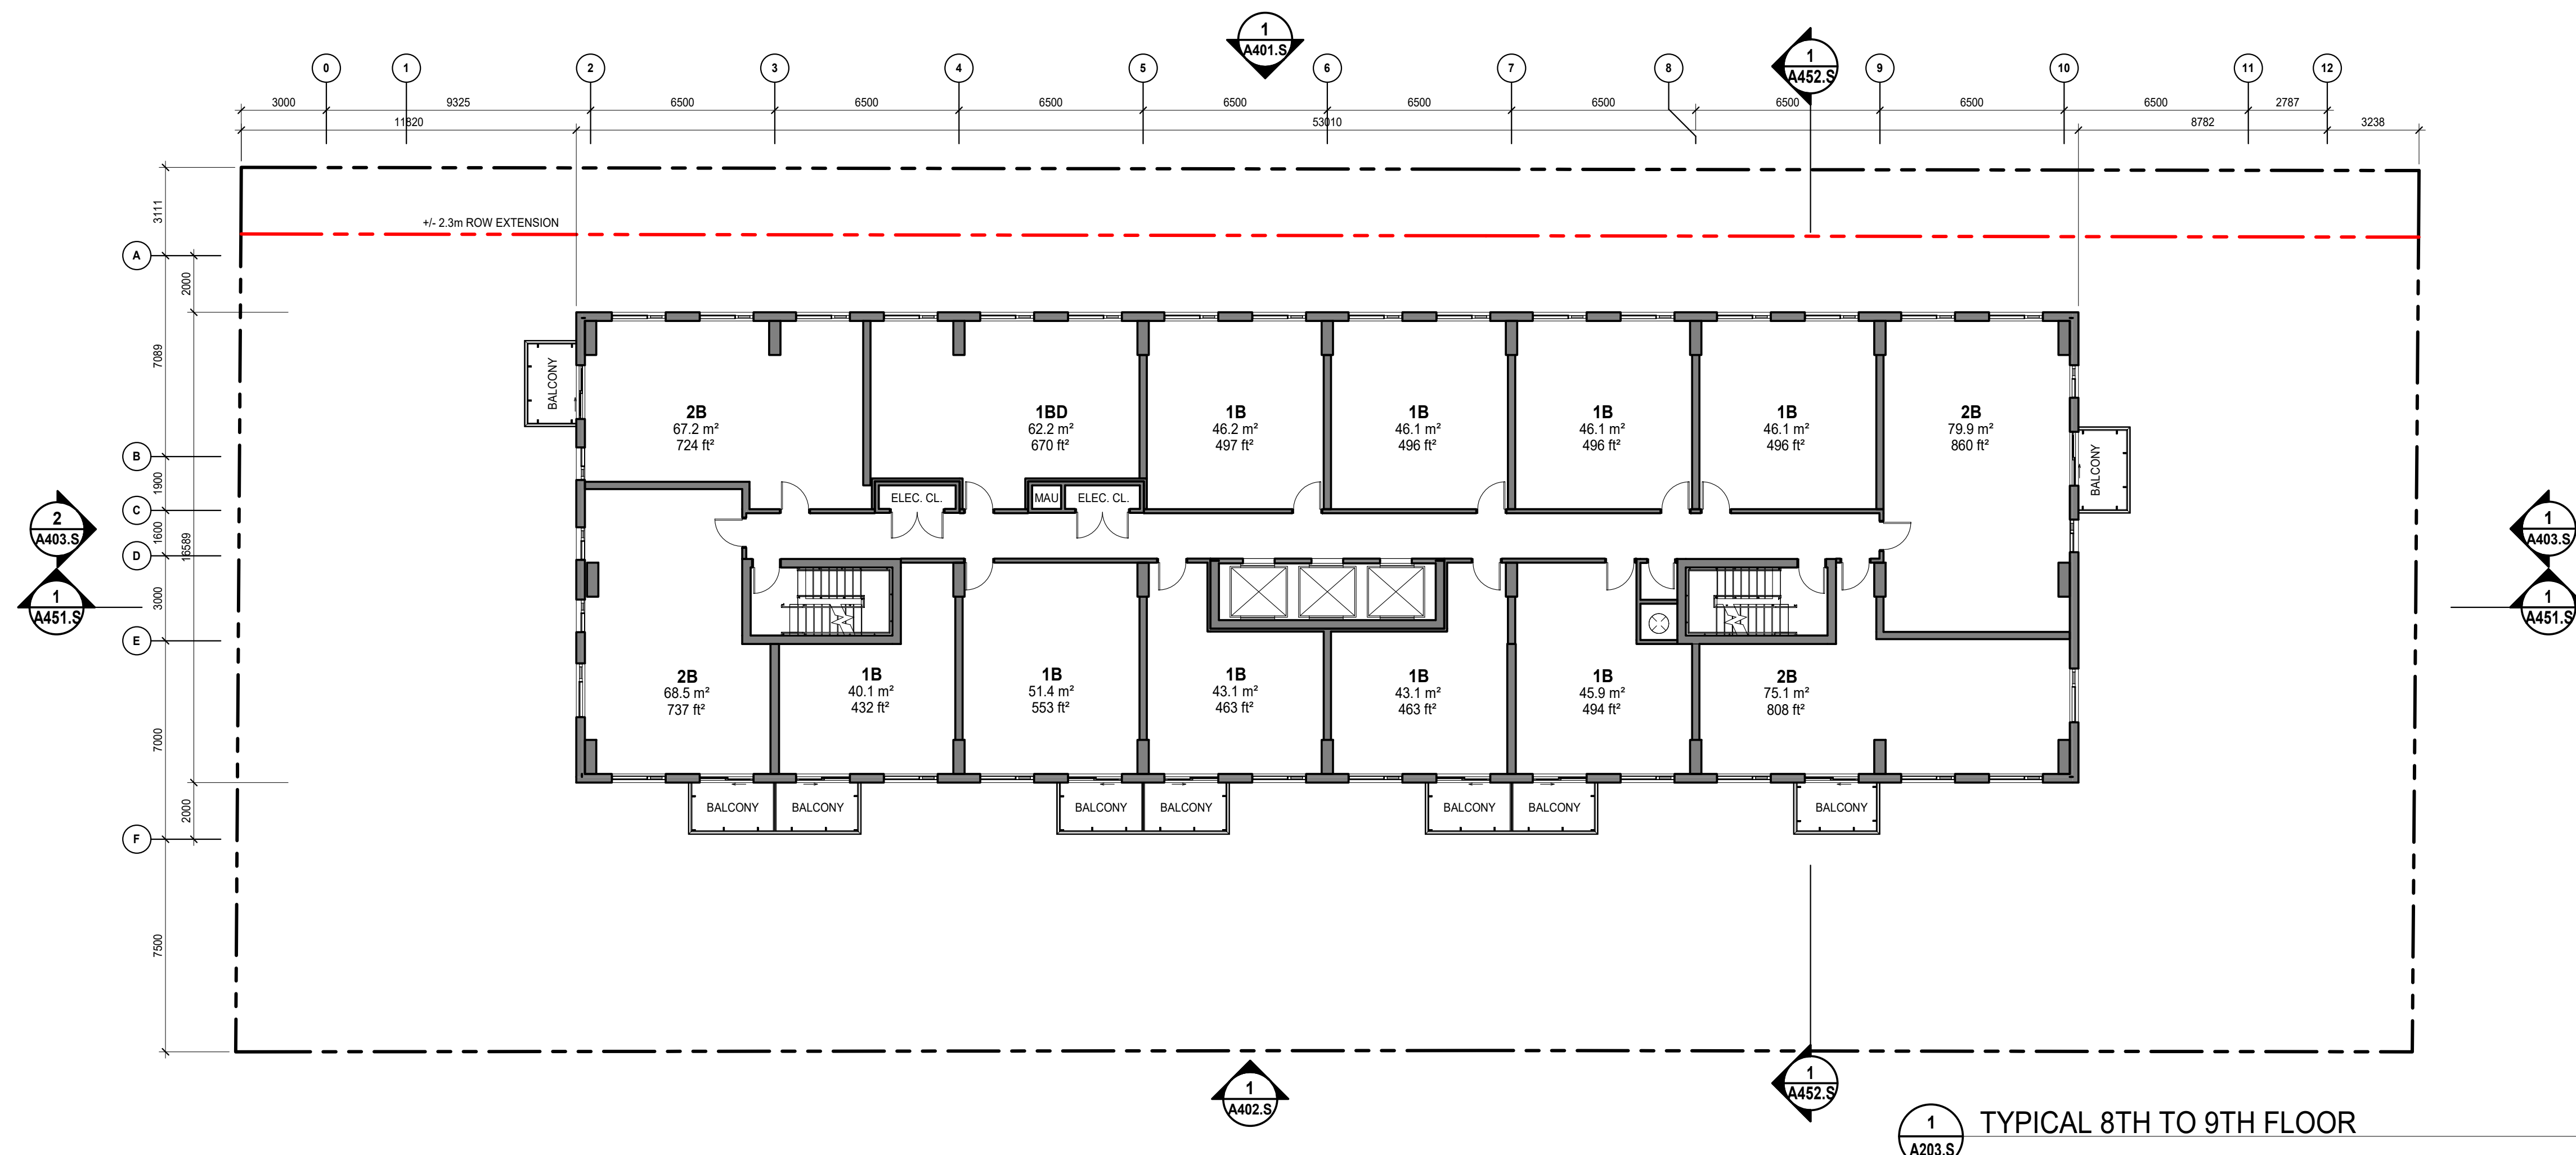 1
A401.S
1
A452.S
0 1 2 3 4 5 6 7 8 9 10 11 12
3000 9325 6500 6500 6500 6500 6500 6500 6500 6500 6500 2787
11820 53010 8782 3238
3111
+/- 2.3m ROW EXTENSION
A
2000
7089
BALCONY
2B 1BD 1B 1B 1B 1B 2B
67.2 m² 62.2 m² 46.2 m² 46.1 m² 46.1 m² 46.1 m² 79.9 m²
724 ft² 670 ft² 497 ft² 496 ft² 496 ft² 496 ft² 860 ft²
BALCONY
B
1900
ELEC. CL. MAU ELEC. CL.
C
2
A403.S
1
A403.S
1600
16589
D
3000
1
A451.S
1
A451.S
E
2B 1B 1B 1B 1B 1B 2B
68.5 m² 40.1 m² 51.4 m² 43.1 m² 43.1 m² 45.9 m² 75.1 m²
737 ft² 432 ft² 553 ft² 463 ft² 463 ft² 494 ft² 808 ft²
7000
2000
BALCONY BALCONY BALCONY BALCONY BALCONY BALCONY BALCONY
F
7500
1
A402.S
1
A452.S
1
A203.S
TYPICAL 8TH TO 9TH FLOOR